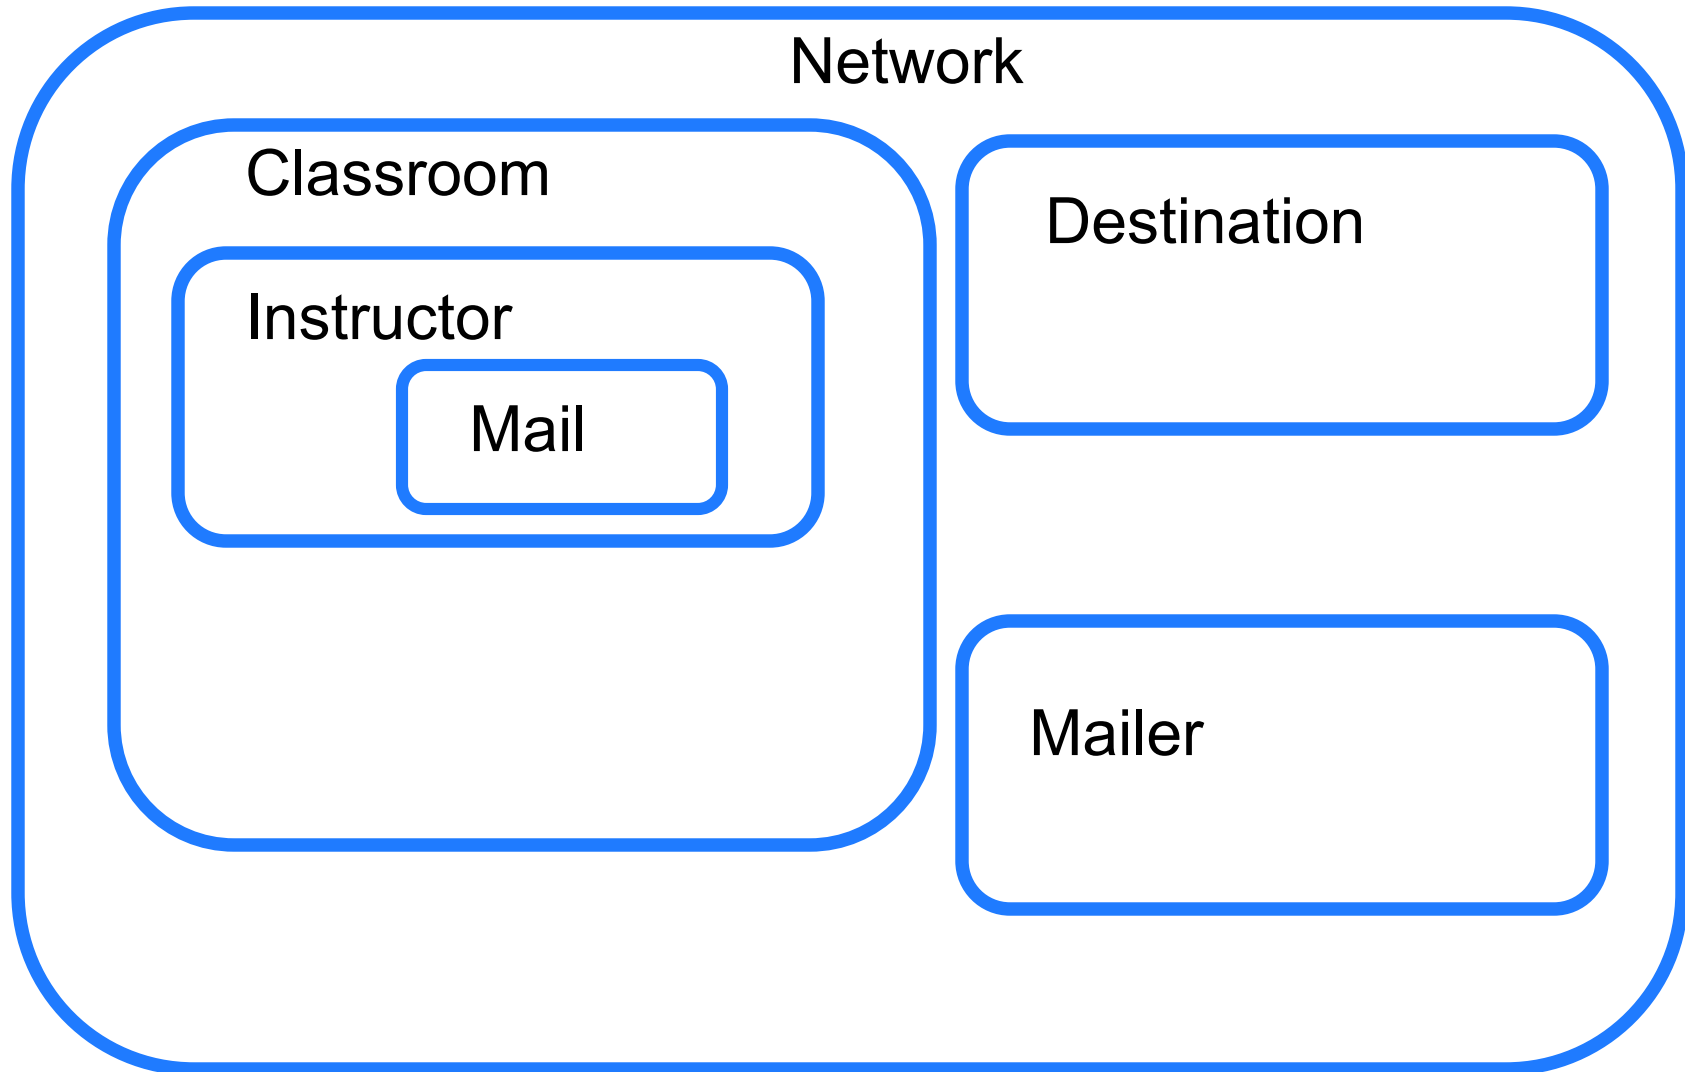 Network
Classroom
Destination
Instructor
Mail
Mailer